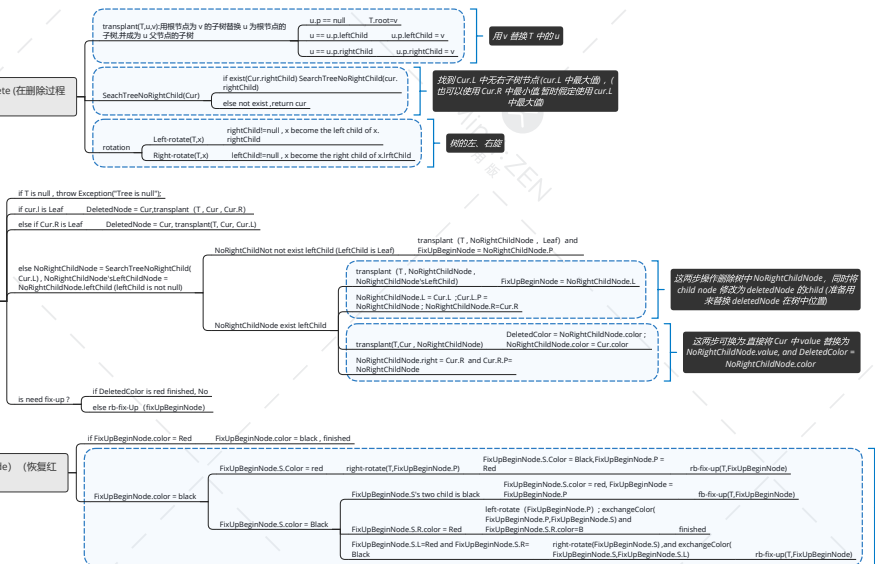 transplant(T,u,v):用根节点为 v 的子树替换 u 为根节点的
子树,并成为 u 父节点的子树
u.p == null T.root=v
u == u.p.leftChild u.p.leftChild = v
u == u.p.rightChild u.p.rightChild = v
用 v 替换 T 中的 u
ete (在删除过程
SeachTreeNoRightChild(Cur)
if exist(Cur.rightChild) SearchTreeNoRightChild(cur.
rightChild)
else not exist ,return cur
找到 Cur.L 中无右子树节点 (cur.L 中最大值) , (
也可以使用 Cur.R 中最小值 暂时假定使用 cur.L
中最大值)
rotation
Left-rotate(T,x)
rightChild!=null , x become the left child of x.
rightChild
Right-rotate(T,x) leftChild!=null , x become the right child of x.lrftChild
树的左、右旋
ZEN
if T is null , throw Exception("Tree is null");
if cur.l is Leaf DeletedNode = Cur,transplant（T , Cur , Cur.R)
else if Cur.R is Leaf DeletedNode = Cur, transplant(T, Cur, Cur.L)
else NoRightChildNode = SearchTreeNoRightChild(
Cur.L) , NoRightChildNode'sLeftChildNode =
NoRightChildNode.leftChild (leftChild is not null)
NoRightChildNot not exist leftChild (LeftChild is Leaf)
transplant（T , NoRightChildNode ， Leaf）and
FixUpBeginNode = NoRightChildNode.P
NoRightChildNode exist leftChild
transplant（T , NoRightChildNode ,
NoRightChildNode'sLeftChild) FixUpBeginNode = NoRightChildNode.L
NoRightChildNode.L = Cur.L ;Cur.L.P =
NoRightChildNode ; NoRightChildNode.R=Cur.R
这两步操作删除树中 NoRightChildNode，同时将
child node 修改为 deletedNode 的child (准备用
来替换 deletedNode 在树中位置)
transplant(T,Cur , NoRightChildNode)
DeletedColor = NoRightChildNode.color ;
NoRightChildNode.color = Cur.color
NoRightChildNode.right = Cur.R and Cur.R.P=
NoRightChildNode
这两步可换为:直接将 Cur 中 value 替换为
NoRightChildNode.value, and DeletedColor =
NoRightChildNode.color
is need fix-up ?
if DeletedColor is red finished, No
else rb-fix-Up（fixUpBeginNode)
de）（恢复红
if FixUpBeginNode.color = Red FixUpBeginNode.color = black , finished
FixUpBeginNode.color = black
FixUpBeginNode.S.Color = red right-rotate(T,FixUpBeginNode.P)
FixUpBeginNode.S.Color = Black,FixUpBeginNode.P =
Red
rb-fix-up(T,FixUpBeginNode)
FixUpBeginNode.S.color = Black
FixUpBeginNode.S's two child is black
FixUpBeginNode.S.color = red, FixUpBeginNode =
FixUpBeginNode.P
fb-fix-up(T,FixUpBeginNode)
FixUpBeginNode.S.R.color = Red
left-rotate（FixUpBeginNode.P）; exchangeColor(
FixUpBeginNode.P,FixUpBeginNode.S) and
FixUpBeginNode.S.R.color=B
finished
FixUpBeginNode.S.L=Red and FixUpBeginNode.S.R=
Black
right-rotate(FixUpBeginNode.S) ,and exchangeColor(
FixUpBeginNode.S,FixUpBeginNode.S.L)
rb-fix-up(T,FixUpBeginNode)